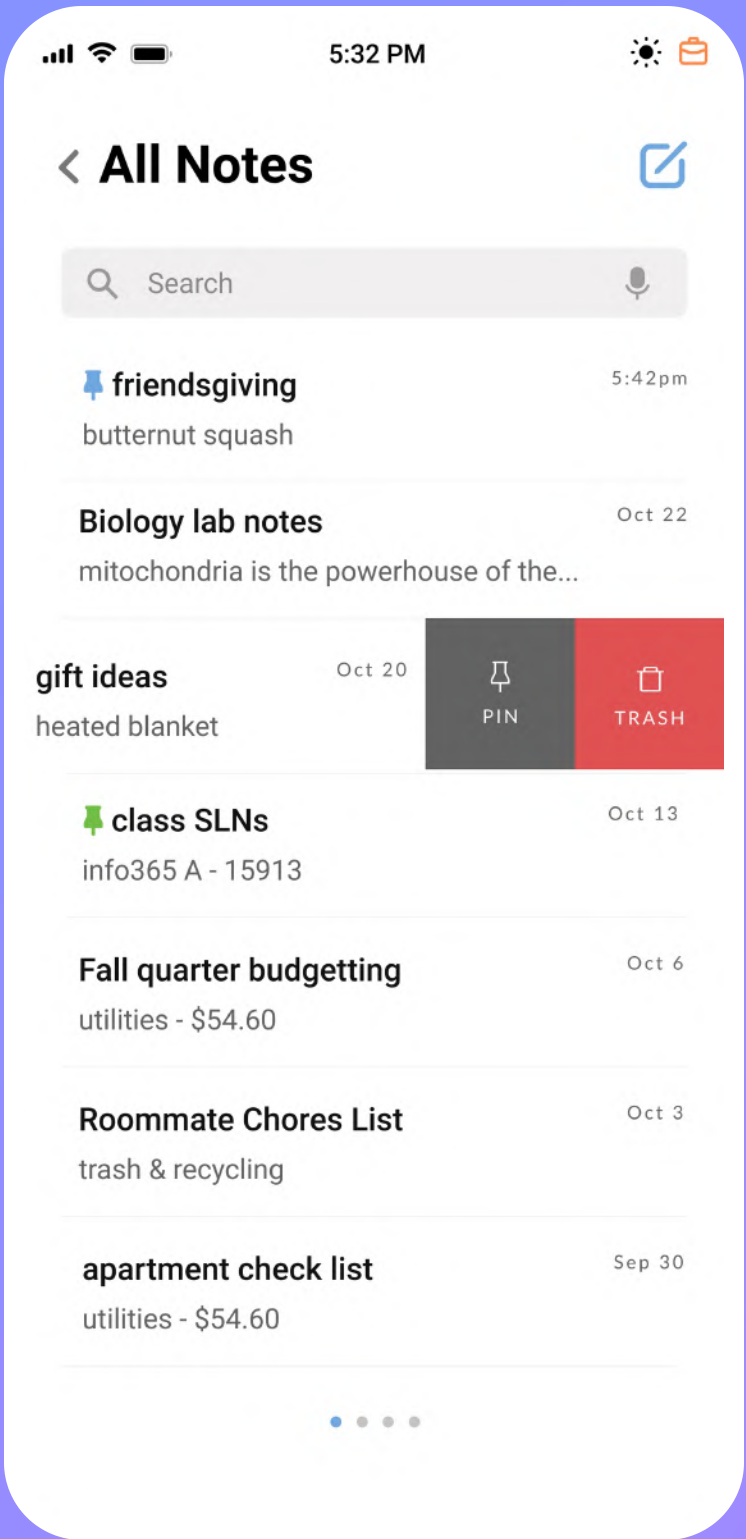 5:32 PM
All Notes
Search
friendsgiving
5:42pm
butternut squash
Biology lab notes
Oct 22
mitochondria is the powerhouse of the...
gift ideas
Oct 20
heated blanket
PIN
TRASH
class SLNs
Oct 13
info365 A - 15913
Fall quarter budgetting
Oct 6
utilities - $54.60
Roommate Chores List
Oct 3
trash & recycling
apartment check list
Sep 30
utilities - $54.60